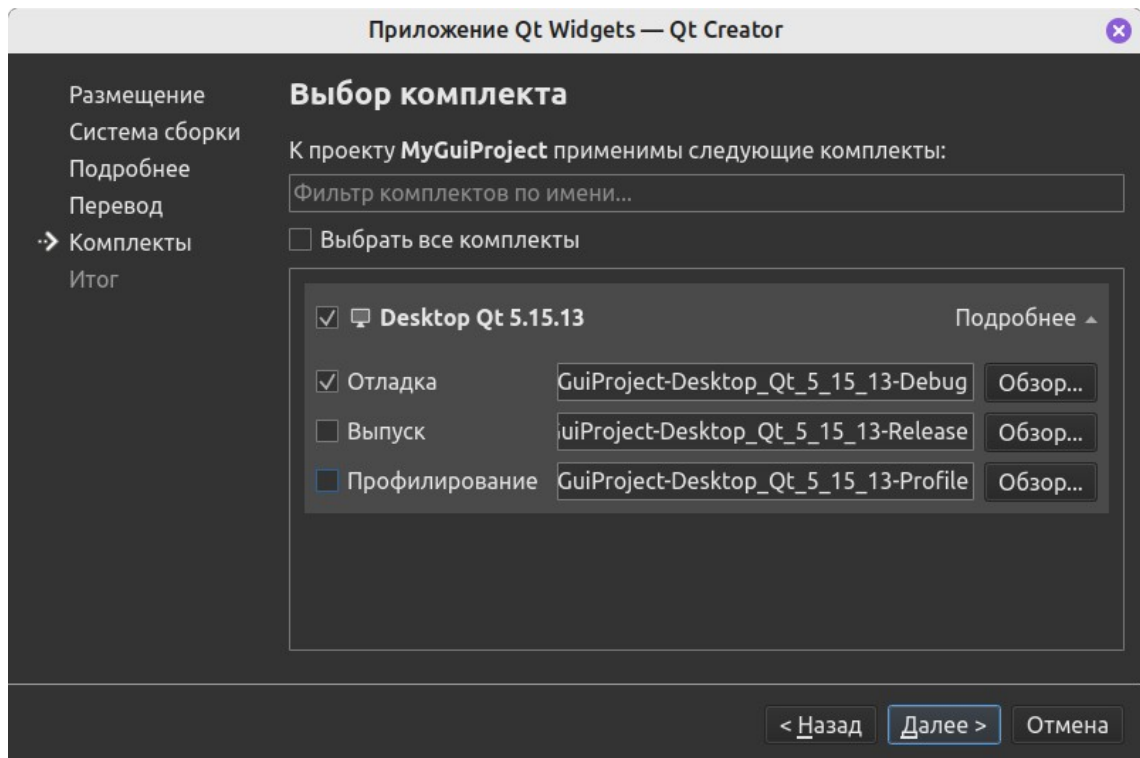 Приложение Qt Widgets — Qt Creator
Размещение
Система сборки
Подробнее
Перевод
Комплекты
Итог
Выбор комплекта
К проекту MyGuiProject применимы следующие комплекты:
Фильтр комплектов по имени...
Выбрать все комплекты
Desktop Qt 5.15.13 Подробнее
Отладка GuiProject-Desktop_Qt_5_15_13-Debug Обзор...
Выпуск uiProject-Desktop_Qt_5_15_13-Release Обзор...
Профилирование GuiProject-Desktop_Qt_5_15_13-Profile Обзор...
< Назад Далее > Отмена